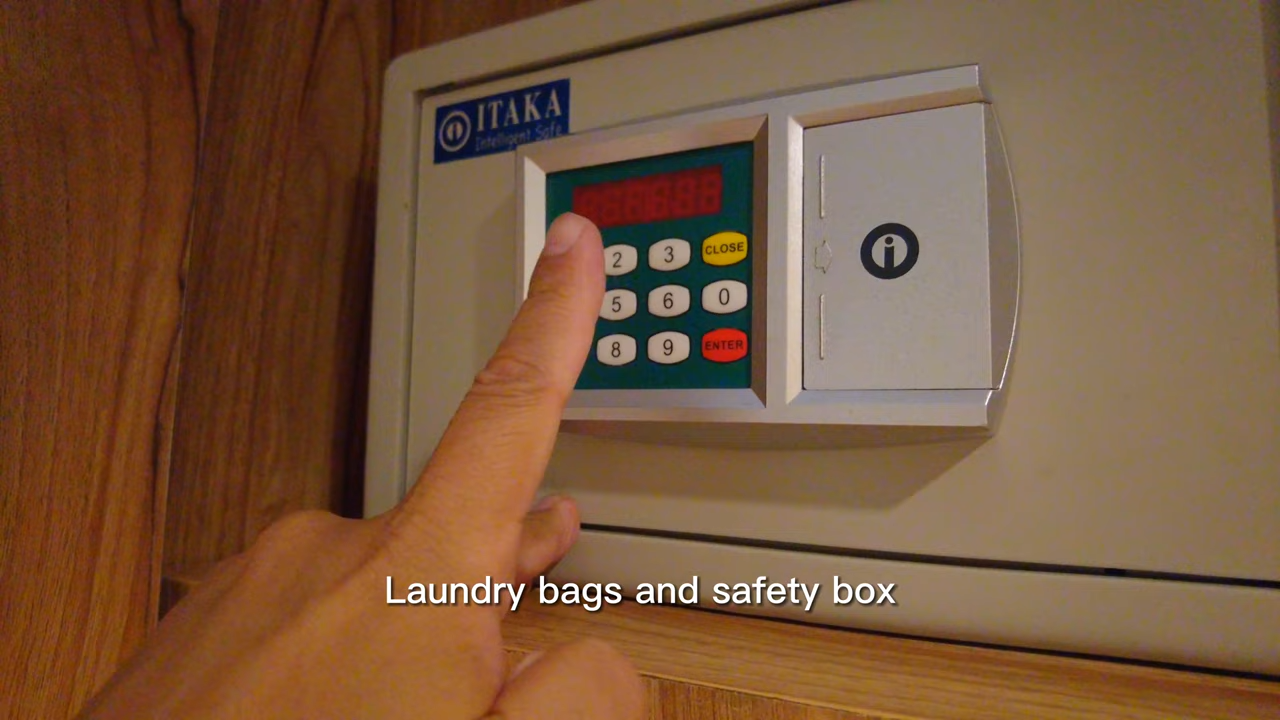 ITAKA
Intelligent Safe
2 3 CLOSE
5 6 0
8 9 ENTER
Laundry bags and safety box